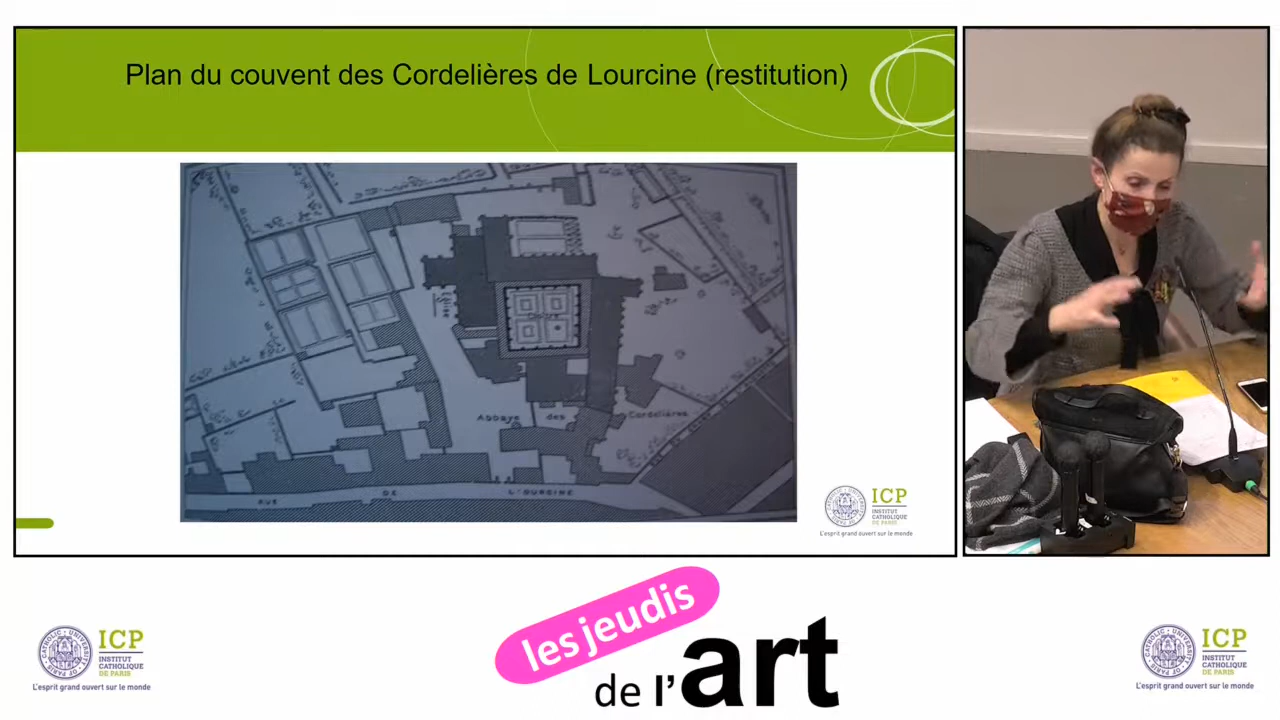 Plan du couvent des Cordelières de Lourcine (restitution)
Eglise
Cloitre
Abbaye des Cordelières
RUE DE L'OURCINE
ICP
INSTITUT
CATHOLIQUE
DE PARIS
L'esprit grand ouvert sur le monde
les jeudis
de l'art
ICP
INSTITUT
CATHOLIQUE
DE PARIS
L'esprit grand ouvert sur le monde
ICP
INSTITUT
CATHOLIQUE
DE PARIS
L'esprit grand ouvert sur le monde